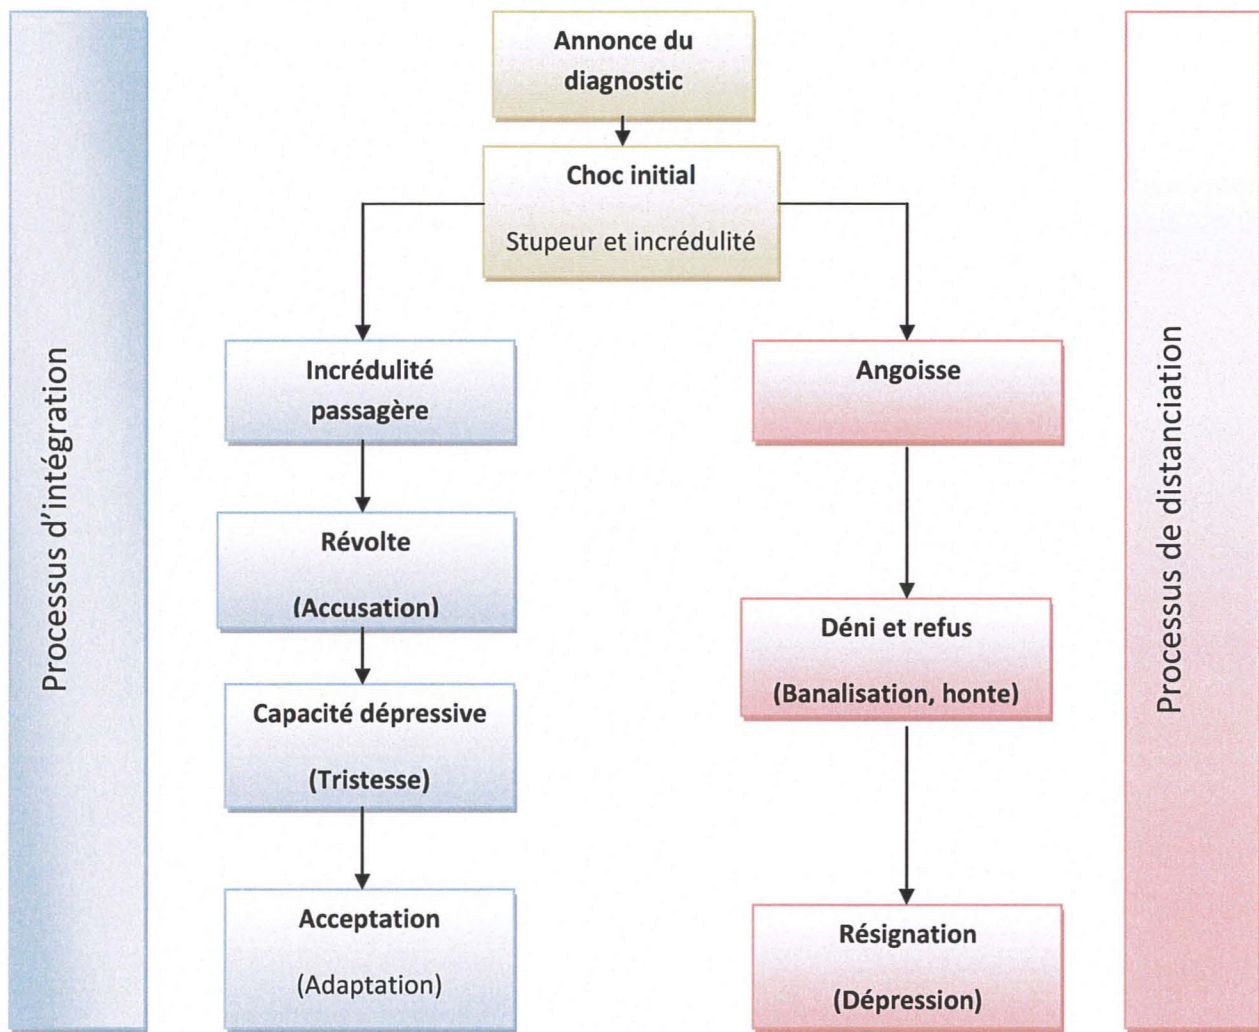 Annonce du
diagnostic
Choc initial
Stupeur et incrédulité
Processus d'intégration
Incrédulité
passagère
Révolte
(Accusation)
Capacité dépressive
(Tristesse)
Acceptation
(Adaptation)
Angoisse
Déni et refus
(Banalisation, honte)
Résignation
(Dépression)
Processus de distanciation